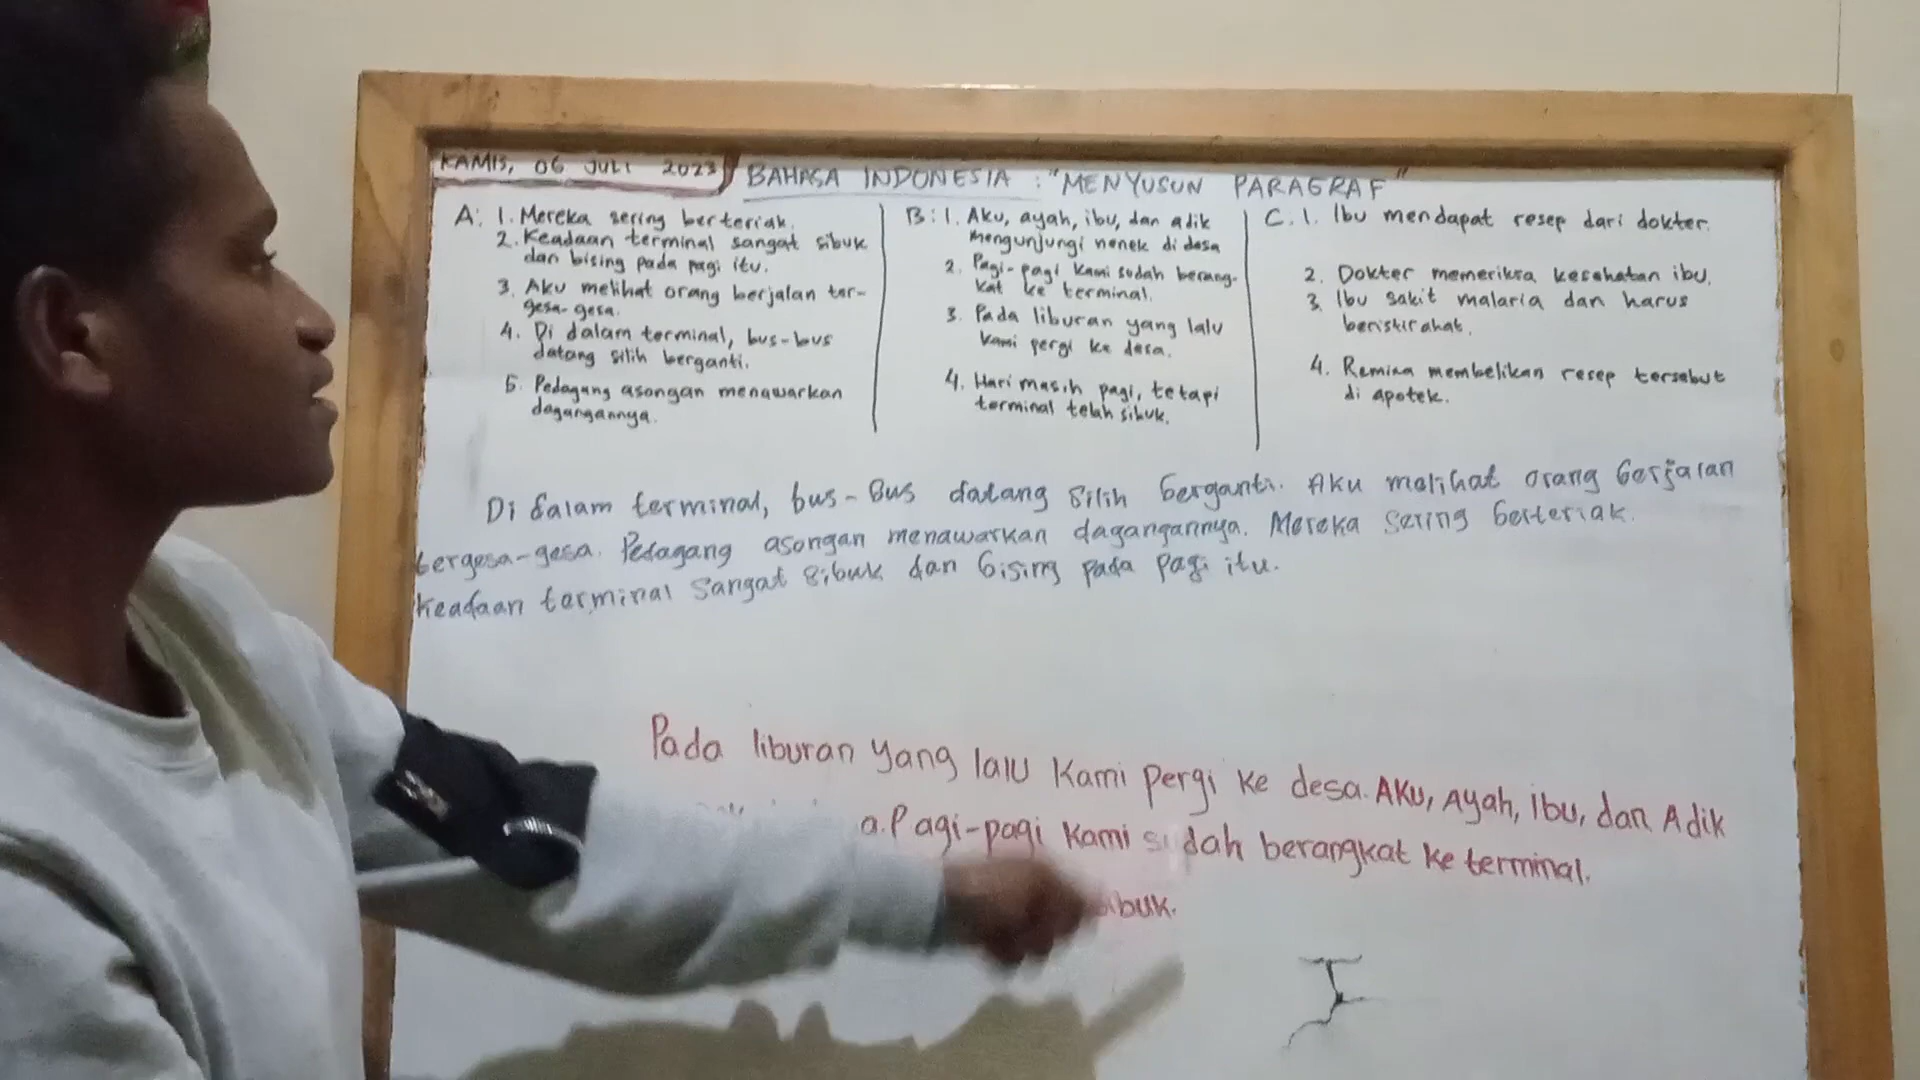 KAMIS, 06 JULI 2023 BAHASA INDONESIA : "MENYUSUN PARAGRAF"
A: 1. Mereka sering berteriak.
2. Keadaan terminal sangat sibuk
dan bising pada pagi itu.
3. Aku melihat orang berjalan ter-
gesa-gesa.
4. Di dalam terminal, bus-bus
datang silih berganti.
5. Pedagang asongan menawarkan
dagangannya.
B: 1. Aku, ayah, ibu, dan adik
mengunjungi nenek di desa
2. Pagi-pagi kami sudah berang-
kat ke terminal.
3. Pada liburan yang lalu
kami pergi ke desa.
4. Hari masih pagi, tetapi
terminal telah sibuk.
C. 1. Ibu mendapat resep dari dokter.
2. Dokter memeriksa kesehatan ibu.
3. Ibu sakit malaria dan harus
beristirahat.
4. Remina membelikan resep tersebut
di apotek.
Di dalam terminal, bus-Bus datang silih berganti. Aku melihat orang berjalan
tergesa-gesa. Pedagang asongan menawarkan dagangannya. Mereka sering berteriak.
Keadaan terminal sangat sibuk dan bising pada pagi itu.
Pada liburan yang lalu Kami pergi ke desa. AKU, Ayah, ibu, dan Adik
a. Pagi-pagi Kami sudah berangkat ke terminal.
sibuk.